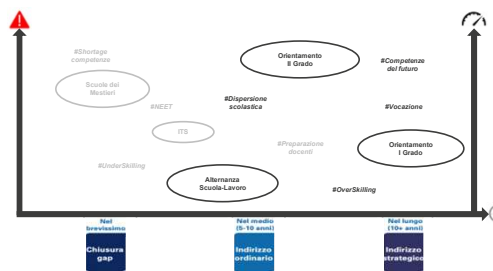 #Shortage
competenze
Scuola dei
Mestieri
#NEET
ITS
#UnderSkilling
Orientamento
II Grado
#Dispersione
scolastica
#Preparazione
docenti
Alternanza
Scuola-Lavoro
#Competenze
del futuro
#Vocazione
Orientamento
I Grado
#OverSkilling
Nel
brevissimo
Chiusura
gap
Nel medio
(5-10 anni)
Indirizzo
ordinario
Nel lungo
(10+ anni)
Indirizzo
strategico